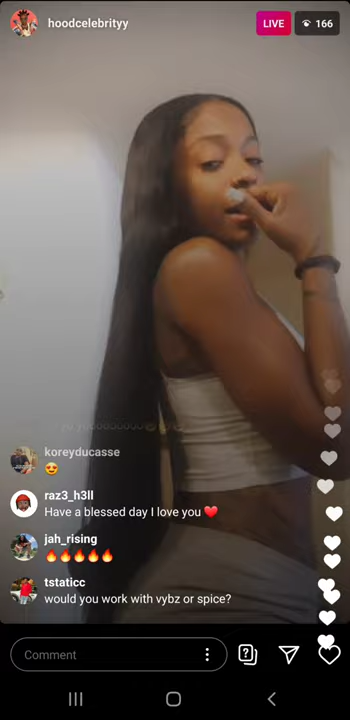 hoodcelebrityy
LIVE
166
koreyducasse
😍
raz3_h3ll
Have a blessed day I love you ❤️
jah_rising
🔥🔥🔥🔥🔥
tstaticc
would you work with vybz or spice?
Comment